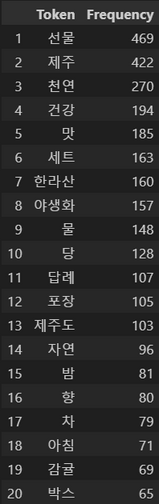 Token Frequency
1 선물 469
2 제주 422
3 천연 270
4 건강 194
5 맛 185
6 세트 163
7 한라산 160
8 야생화 157
9 물 148
10 당 128
11 답례 107
12 포장 105
13 제주도 103
14 자연 96
15 밤 81
16 향 80
17 차 79
18 아침 71
19 감귤 69
20 박스 65